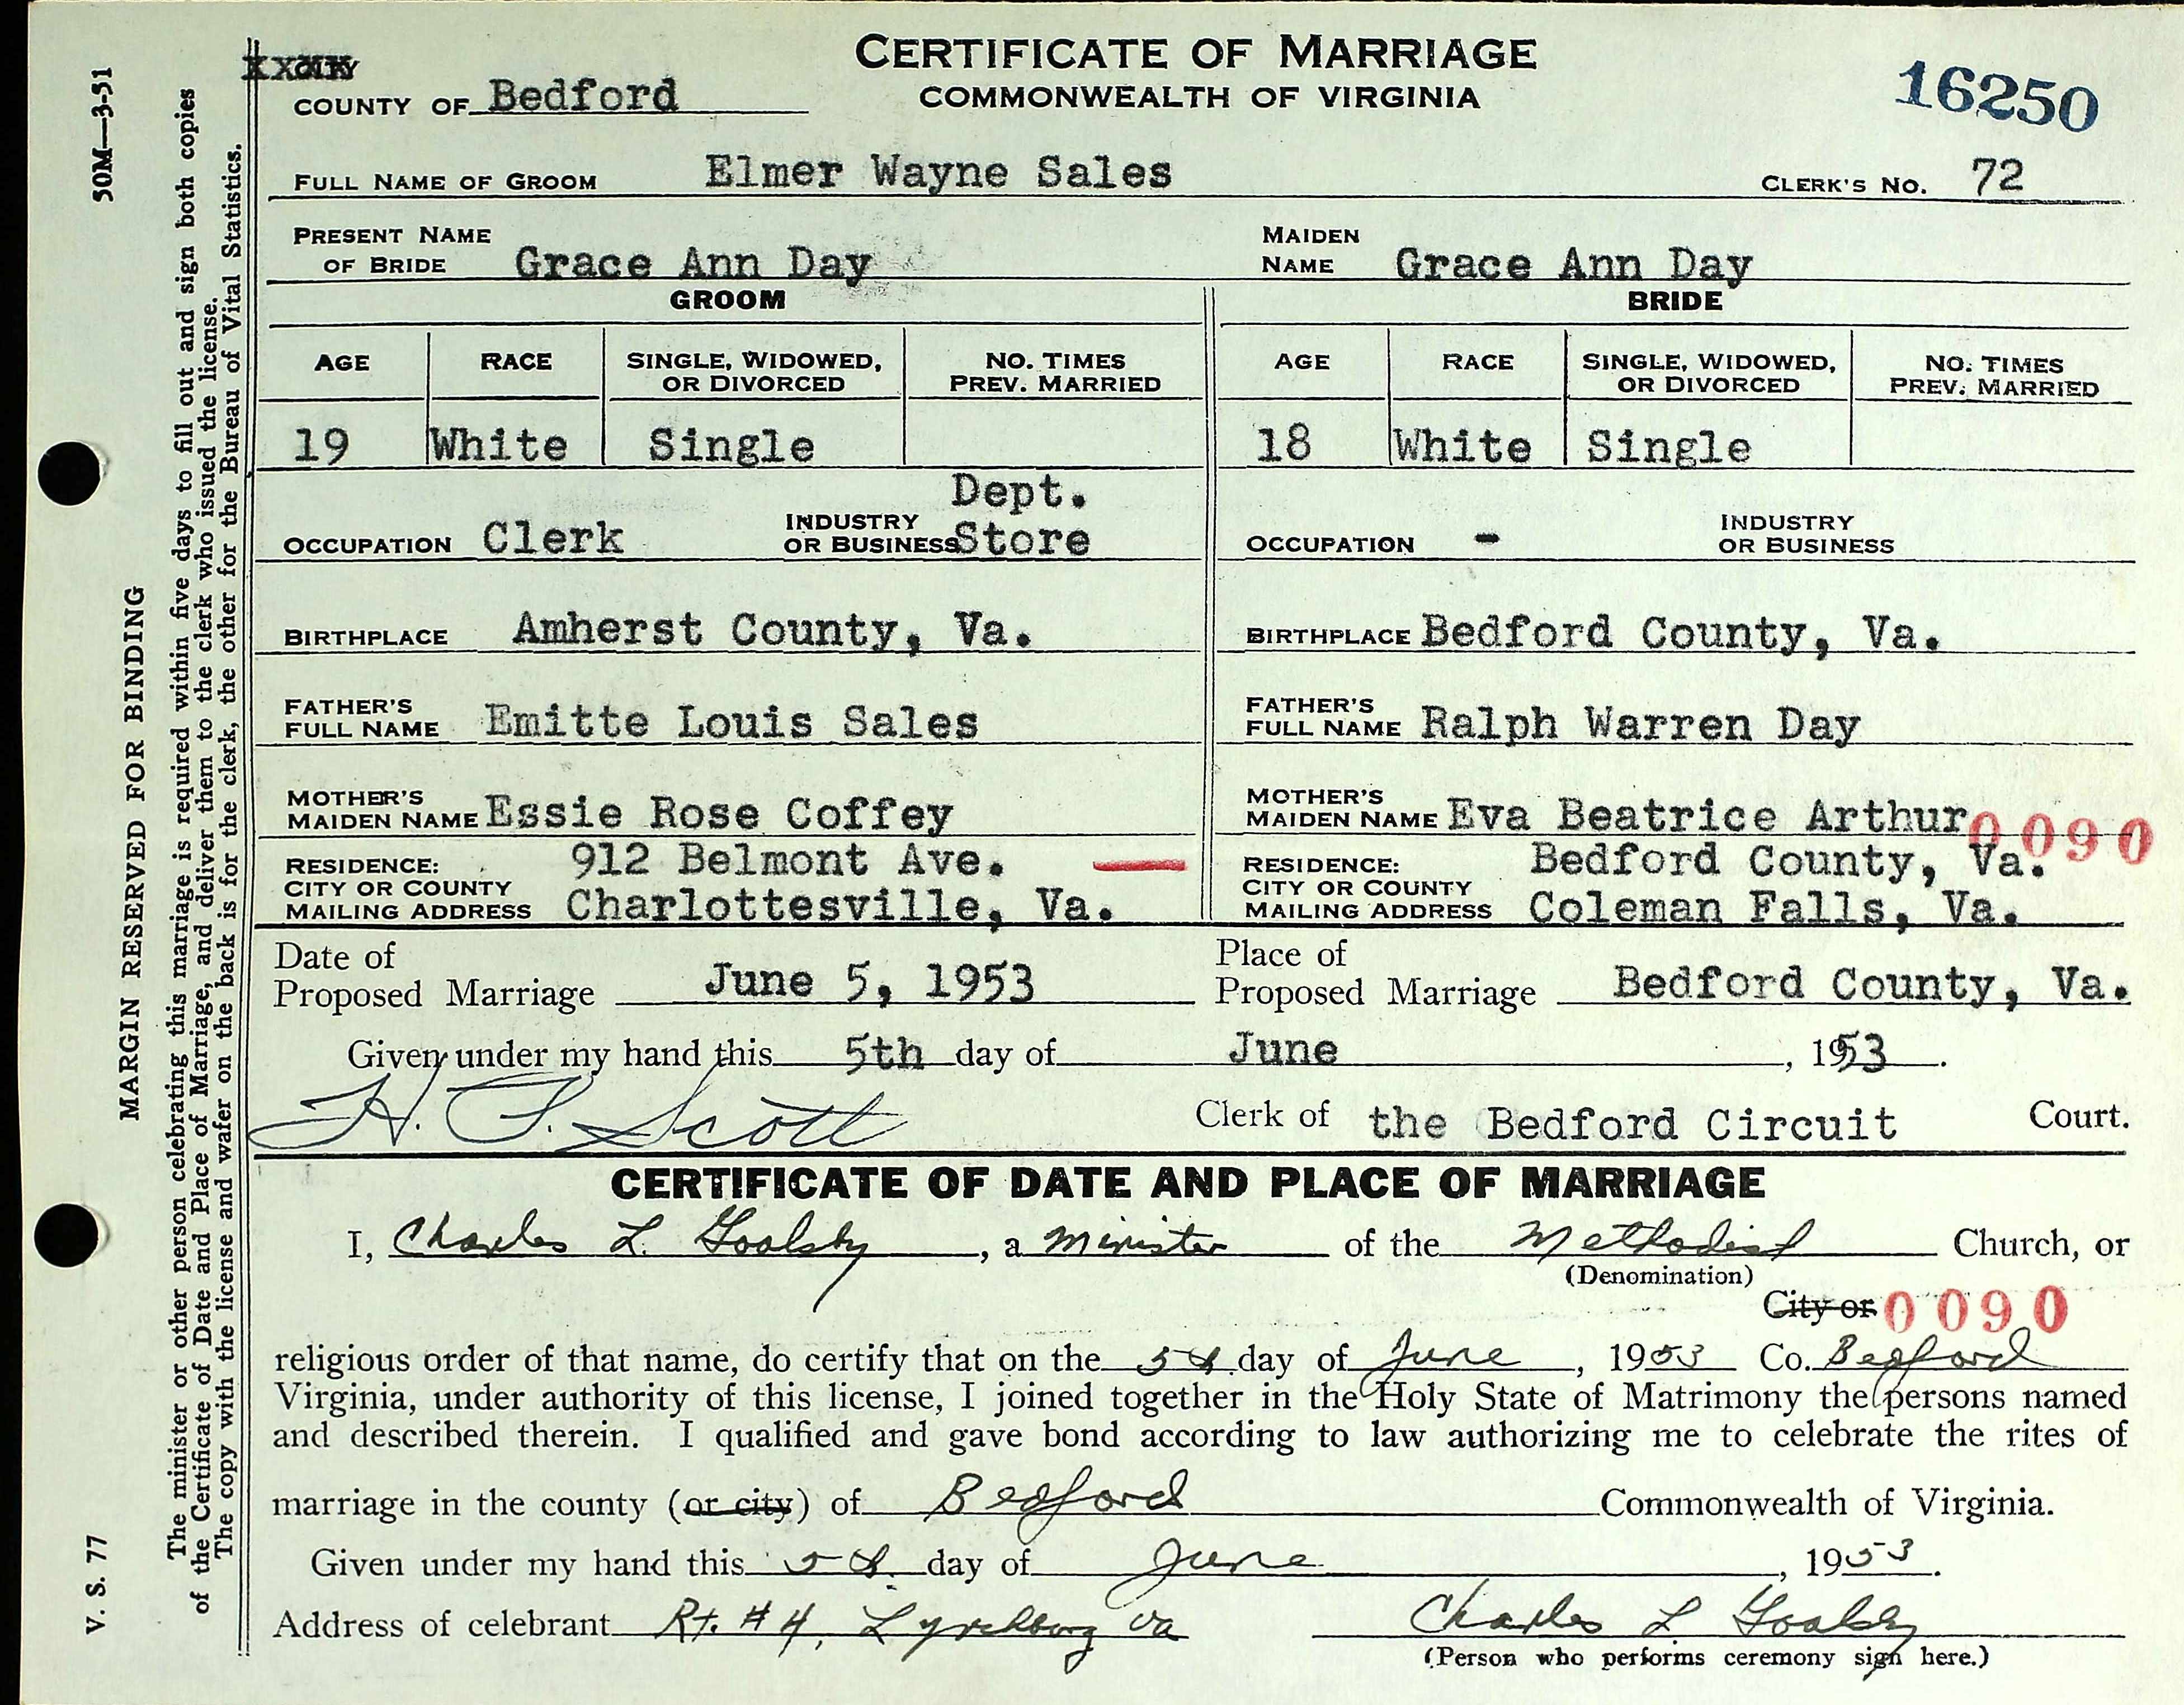 50M—3-51
MARGIN RESERVED FOR BINDING
V. S. 77
The minister or other person celebrating this marriage is required within five days to fill out and sign both copies
of the Certificate of Date and Place of Marriage, and deliver them to the clerk who issued the license.
The copy with the license and wafer on the back is for the clerk, the other for the Bureau of Vital Statistics.
CERTIFICATE OF MARRIAGE
COMMONWEALTH OF VIRGINIA
16250
COUNTY OF Bedford
FULL NAME OF GROOM Elmer Wayne Sales CLERK'S NO. 72
PRESENT NAME OF BRIDE Grace Ann Day MAIDEN NAME Grace Ann Day
GROOM BRIDE
AGE RACE SINGLE, WIDOWED, OR DIVORCED NO. TIMES PREV. MARRIED AGE RACE SINGLE, WIDOWED, OR DIVORCED NO. TIMES PREV. MARRIED
19 White Single 18 White Single
OCCUPATION Clerk INDUSTRY OR BUSINESS Dept. Store OCCUPATION - INDUSTRY OR BUSINESS
BIRTHPLACE Amherst County, Va. BIRTHPLACE Bedford County, Va.
FATHER'S FULL NAME Emitte Louis Sales FATHER'S FULL NAME Ralph Warren Day
MOTHER'S MAIDEN NAME Essie Rose Coffey MOTHER'S MAIDEN NAME Eva Beatrice Arthur 0090
RESIDENCE: CITY OR COUNTY MAILING ADDRESS 912 Belmont Ave. Charlottesville, Va. RESIDENCE: CITY OR COUNTY MAILING ADDRESS Bedford County, Va. Coleman Falls, Va.
Date of Proposed Marriage June 5, 1953 Place of Proposed Marriage Bedford County, Va.
Given under my hand this 5th day of June, 1953.
H. P. Scott Clerk of the Bedford Circuit Court.
CERTIFICATE OF DATE AND PLACE OF MARRIAGE
I, Charles L. Goolsby, a Minister of the Methodist Church, or
(Denomination)
City or 0090
religious order of that name, do certify that on the 5th day of June, 1953 Co. Bedford
Virginia, under authority of this license, I joined together in the Holy State of Matrimony the persons named
and described therein. I qualified and gave bond according to law authorizing me to celebrate the rites of
marriage in the county (or city) of Bedford Commonwealth of Virginia.
Given under my hand this 5th day of June, 1953.
Address of celebrant Rt. #4, Lynchburg Va Charles L Goolsby
(Person who performs ceremony sign here.)